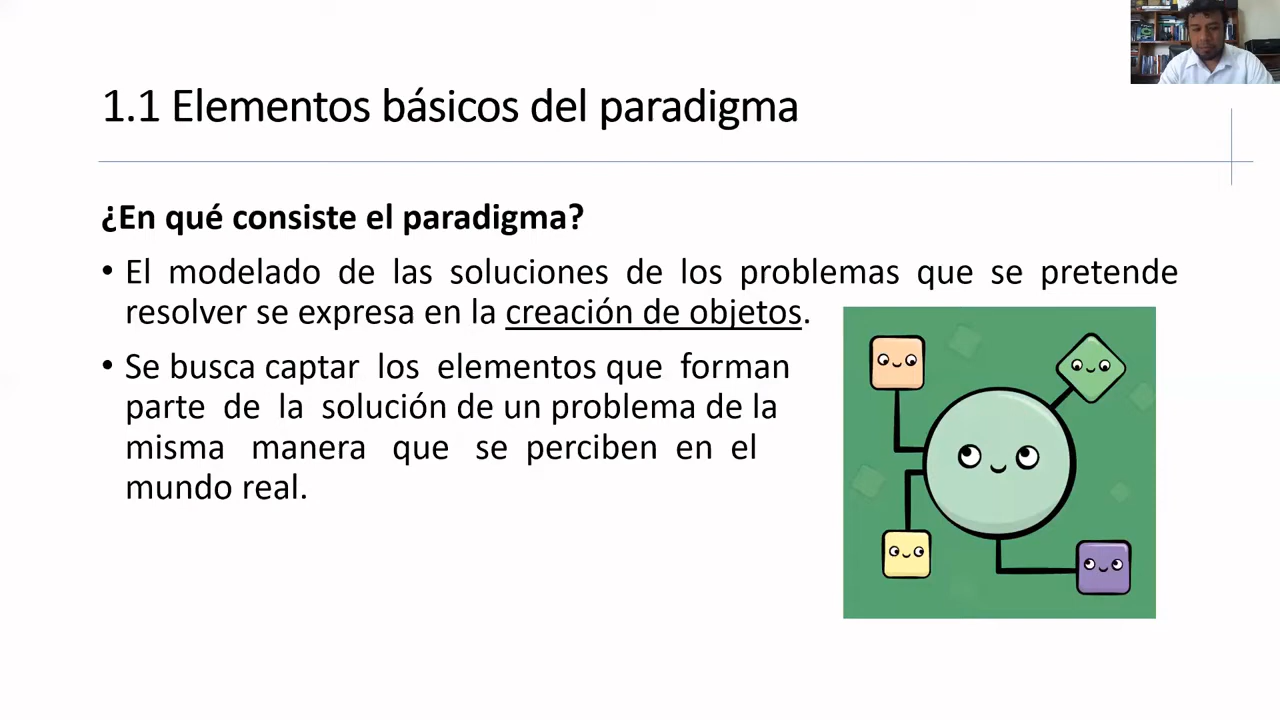 1.1 Elementos básicos del paradigma
¿En qué consiste el paradigma?
• El modelado de las soluciones de los problemas que se pretende
resolver se expresa en la creación de objetos.
• Se busca captar los elementos que forman
parte de la solución de un problema de la
misma manera que se perciben en el
mundo real.